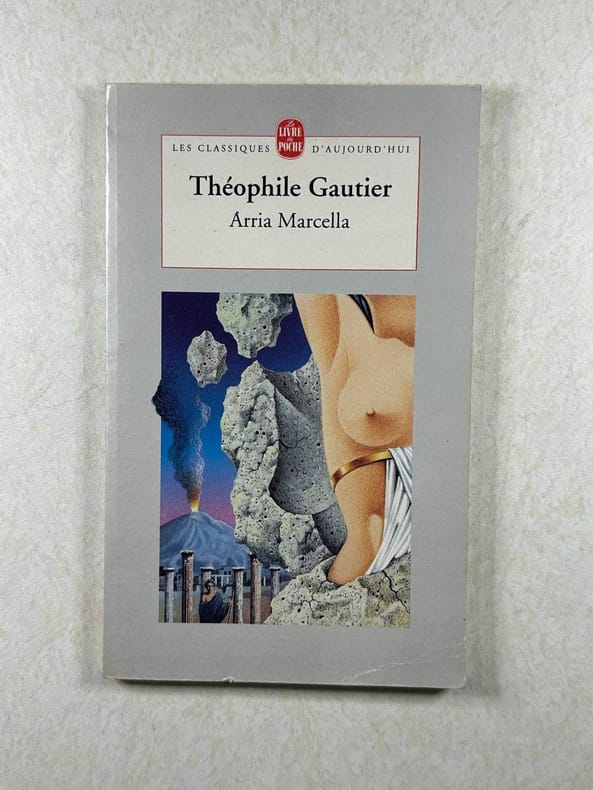 Le
LIVRE
de
POCHE
LES CLASSIQUES D'AUJOURD'HUI
Théophile Gautier
Arria Marcella